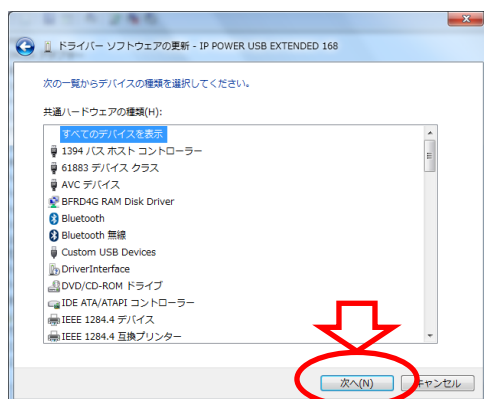 ドライバー ソフトウェアの更新 - IP POWER USB EXTENDED 168
次の一覧からデバイスの種類を選択してください。
共通ハードウェアの種類(H):
すべてのデバイスを表示
1394 バス ホスト コントローラー
61883 デバイス クラス
AVC デバイス
BFRD4G RAM Disk Driver
Bluetooth
Bluetooth 無線
Custom USB Devices
DriverInterface
DVD/CD-ROM ドライブ
IDE ATA/ATAPI コントローラー
IEEE 1284.4 デバイス
IEEE 1284.4 互換プリンター
次へ(N)
キャンセル